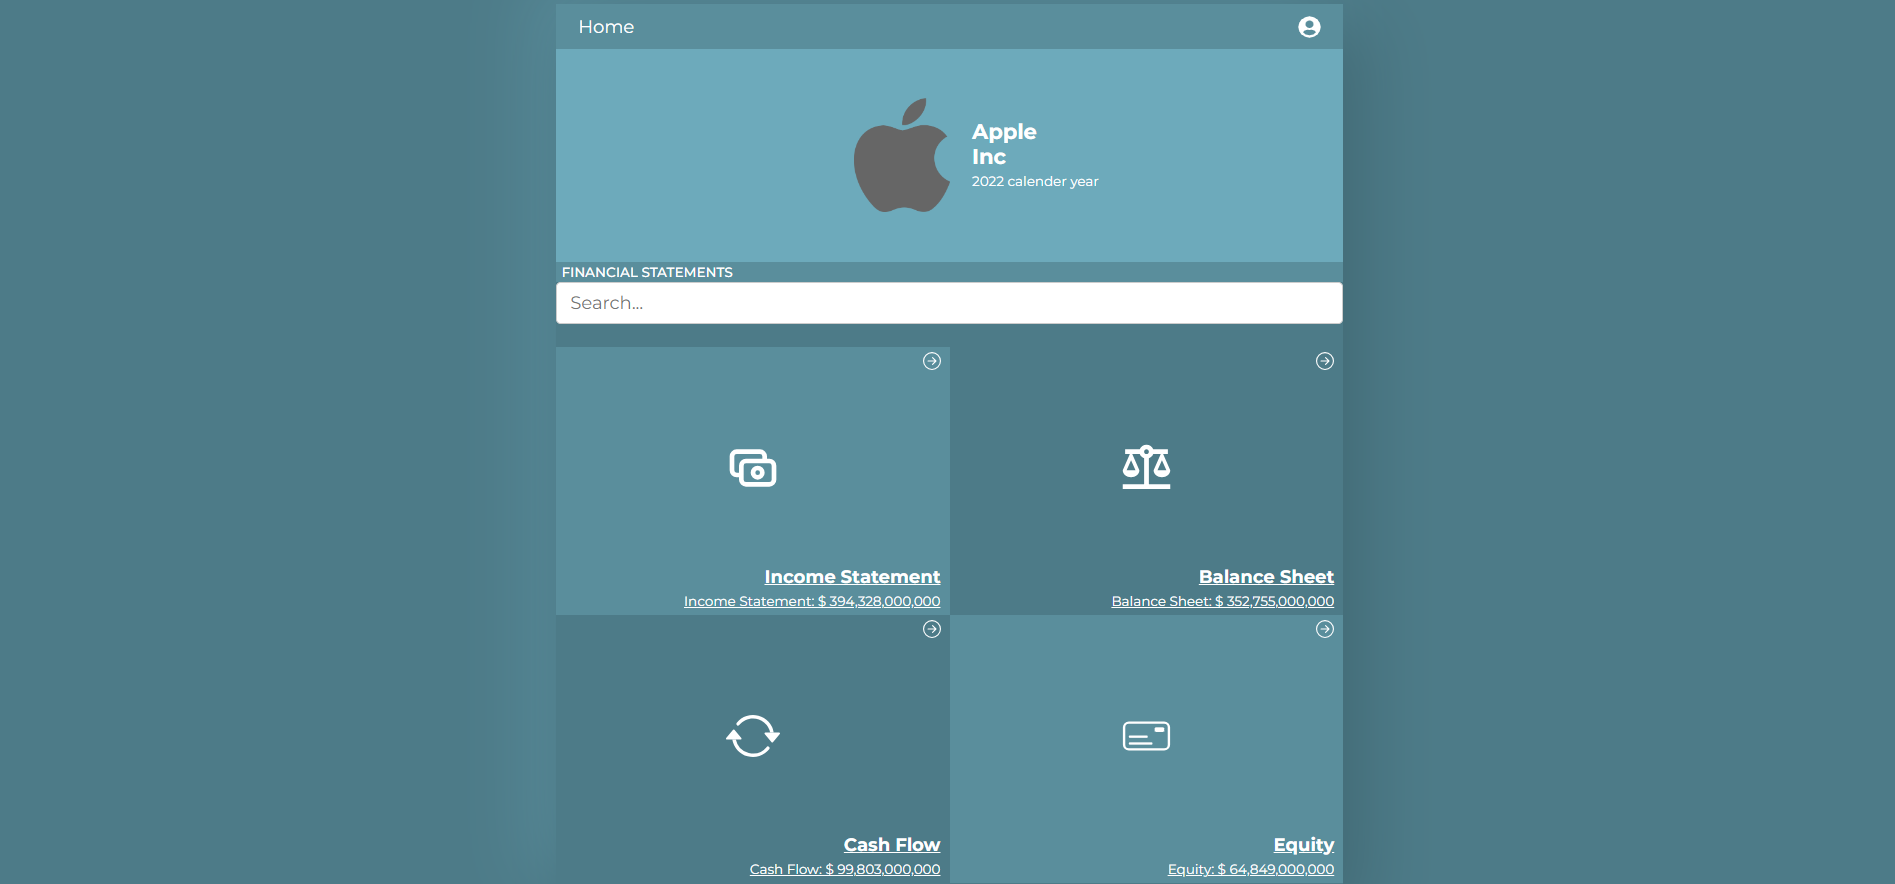 Home
Apple
Inc
2022 calender year
FINANCIAL STATEMENTS
Search...
Income Statement
Income Statement: $ 394,328,000,000
Balance Sheet
Balance Sheet: $ 352,755,000,000
Cash Flow
Cash Flow: $ 99,803,000,000
Equity
Equity: $ 64,849,000,000